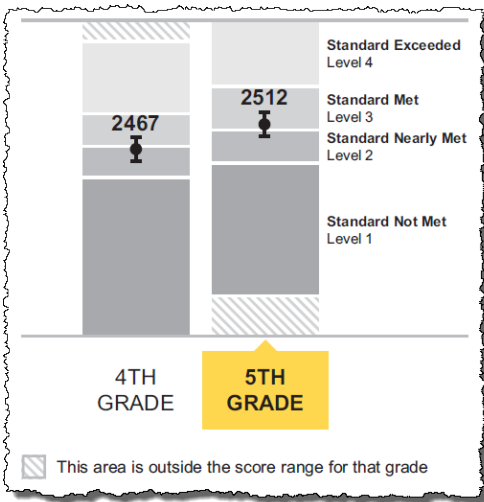 Standard Exceeded
Level 4
2467
2512
Standard Met
Level 3
Standard Nearly Met
Level 2
Standard Not Met
Level 1
4TH
GRADE
5TH
GRADE
This area is outside the score range for that grade